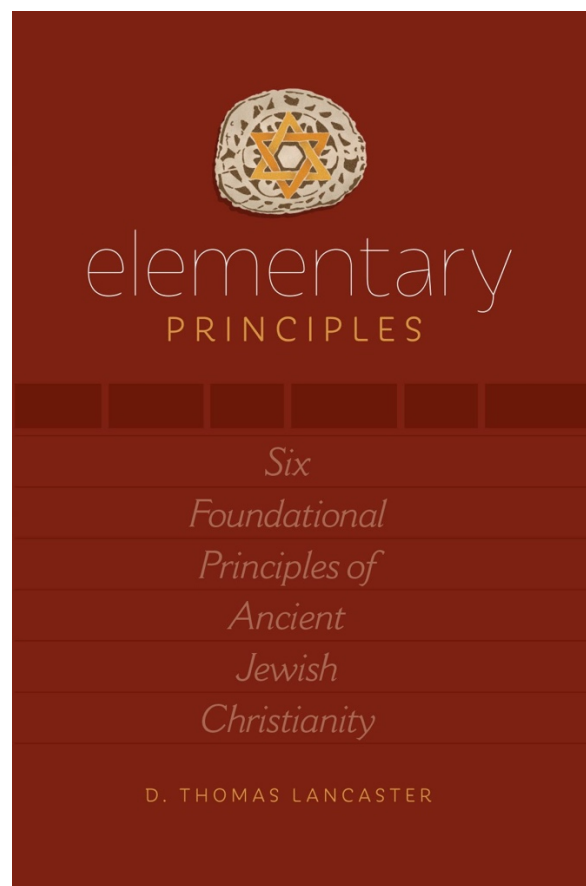 elementary
PRINCIPLES
Six
Foundational
Principles of
Ancient
Jewish
Christianity
D. THOMAS LANCASTER